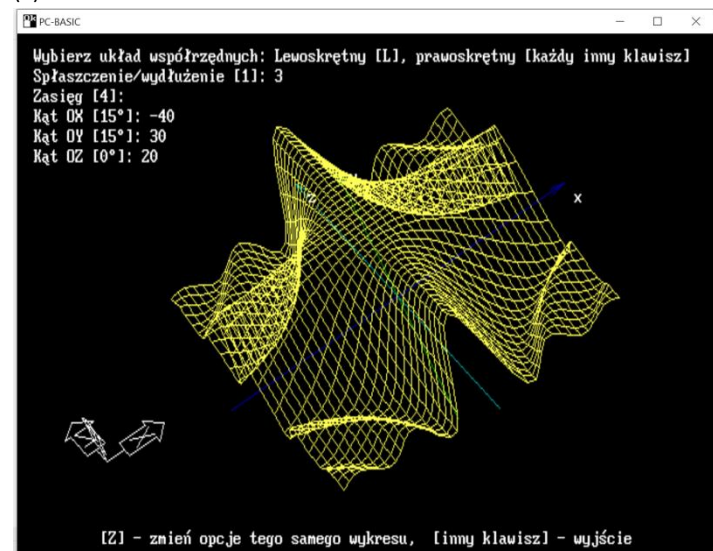 PC-BASIC
Wybierz układ współrzędnych: Lewoskrętny [L], prawoskrętny [każdy inny klawisz]
Spłaszczenie/wydłużenie [1]: 3
Zasięg [4]:
Kąt OX [15°]: -40
Kąt OY [15°]: 30
Kąt OZ [0°]: 20
z
x
[Z] - zmień opcje tego samego wykresu, [inny klawisz] - wyjście